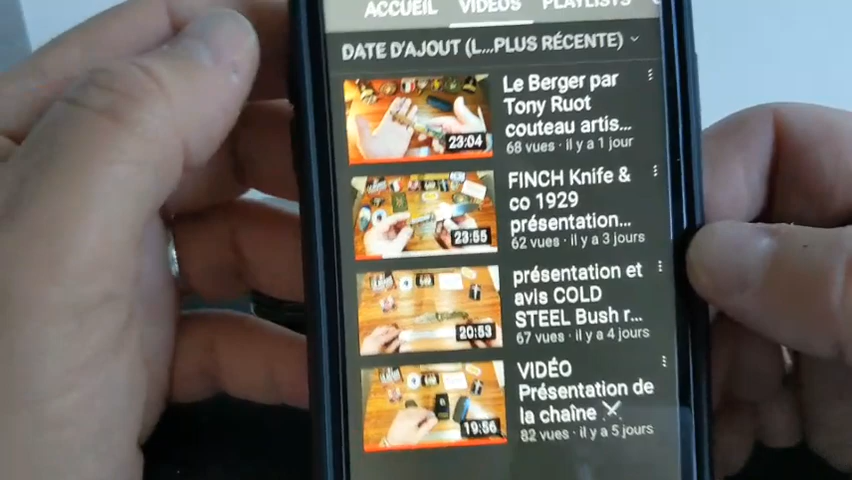 ACCUEIL VIDÉOS PLAYLISTS
DATE D'AJOUT (L...PLUS RÉCENTE)
Le Berger par
Tony Ruot
couteau artis...
68 vues · il y a 1 jour
23:04
FINCH Knife &
co 1929
présentation...
62 vues · il y a 3 jours
23:55
présentation et
avis COLD
STEEL Bush r...
67 vues · il y a 4 jours
20:53
VIDÉO
Présentation de
la chaîne
82 vues · il y a 5 jours
19:56